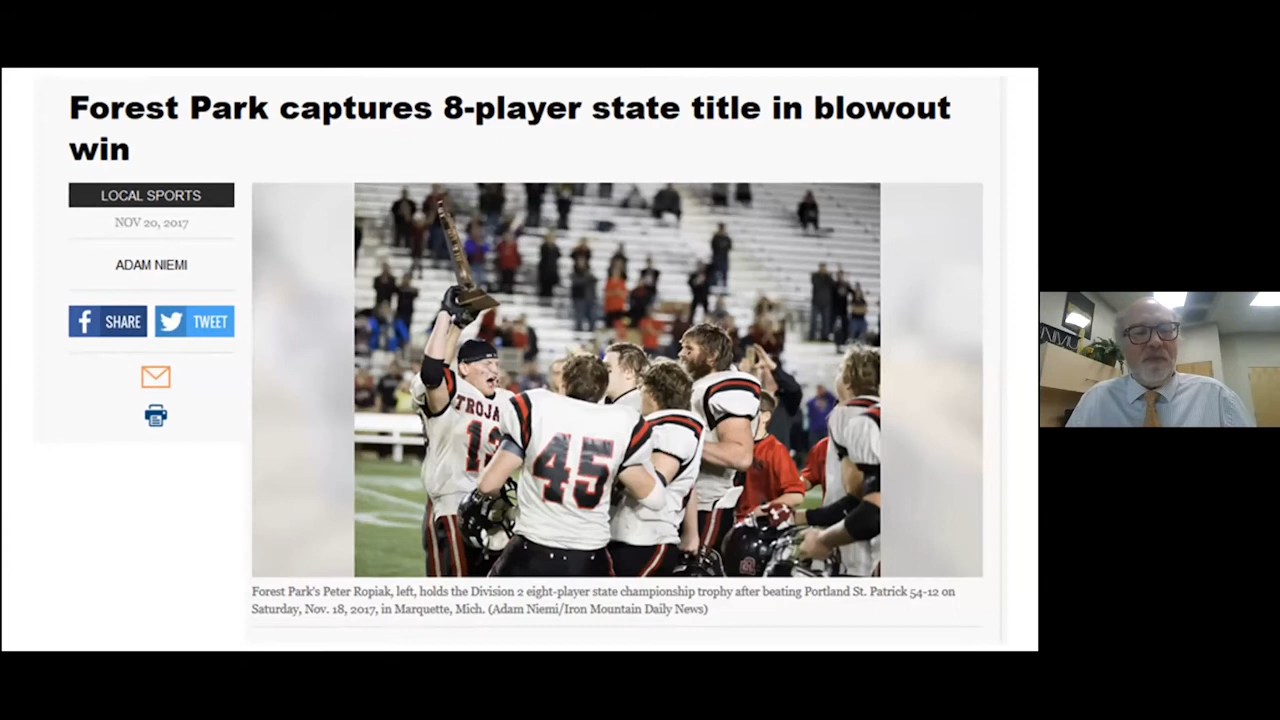 Forest Park captures 8-player state title in blowout
win
LOCAL SPORTS
NOV 20, 2017
ADAM NIEMI
SHARE
TWEET
TROJA
13
45
Forest Park's Peter Ropiak, left, holds the Division 2 eight-player state championship trophy after beating Portland St. Patrick 54-12 on
Saturday, Nov. 18, 2017, in Marquette, Mich. (Adam Niemi/Iron Mountain Daily News)
NMU